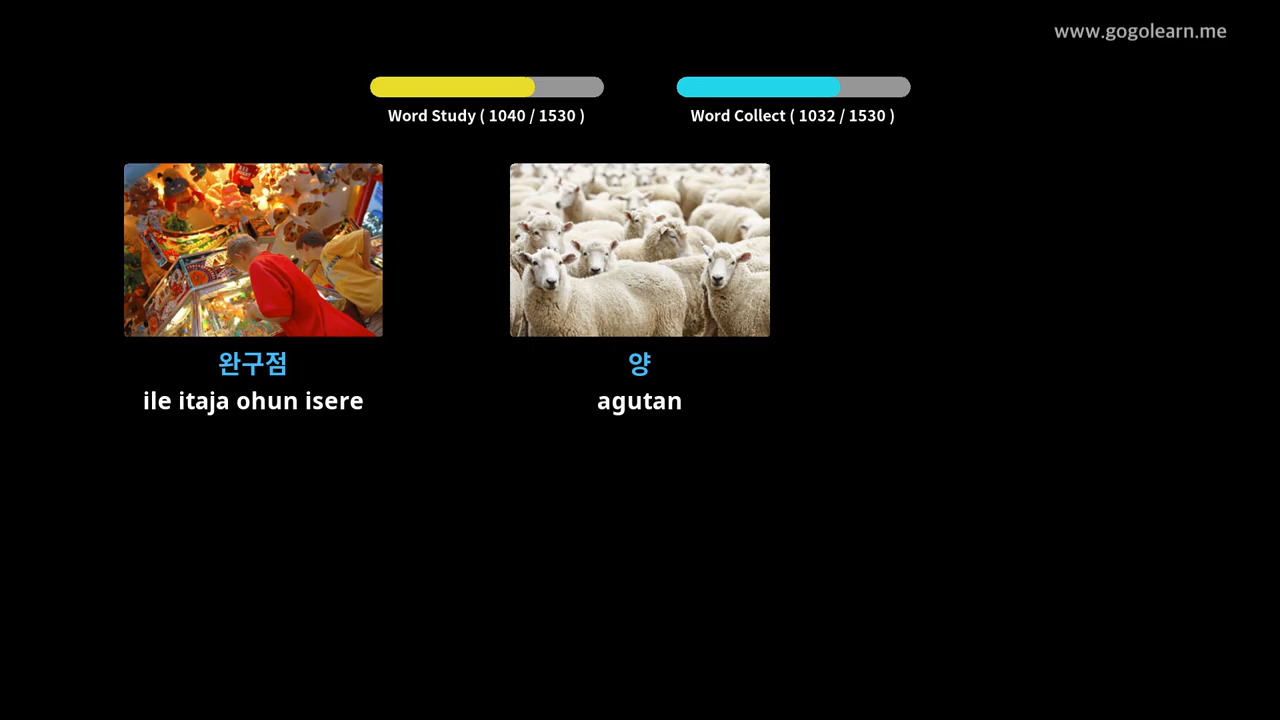 www.gogolearn.me
Word Study ( 1040 / 1530 )
Word Collect ( 1032 / 1530 )
완구점
ile itaja ohun isere
양
agutan